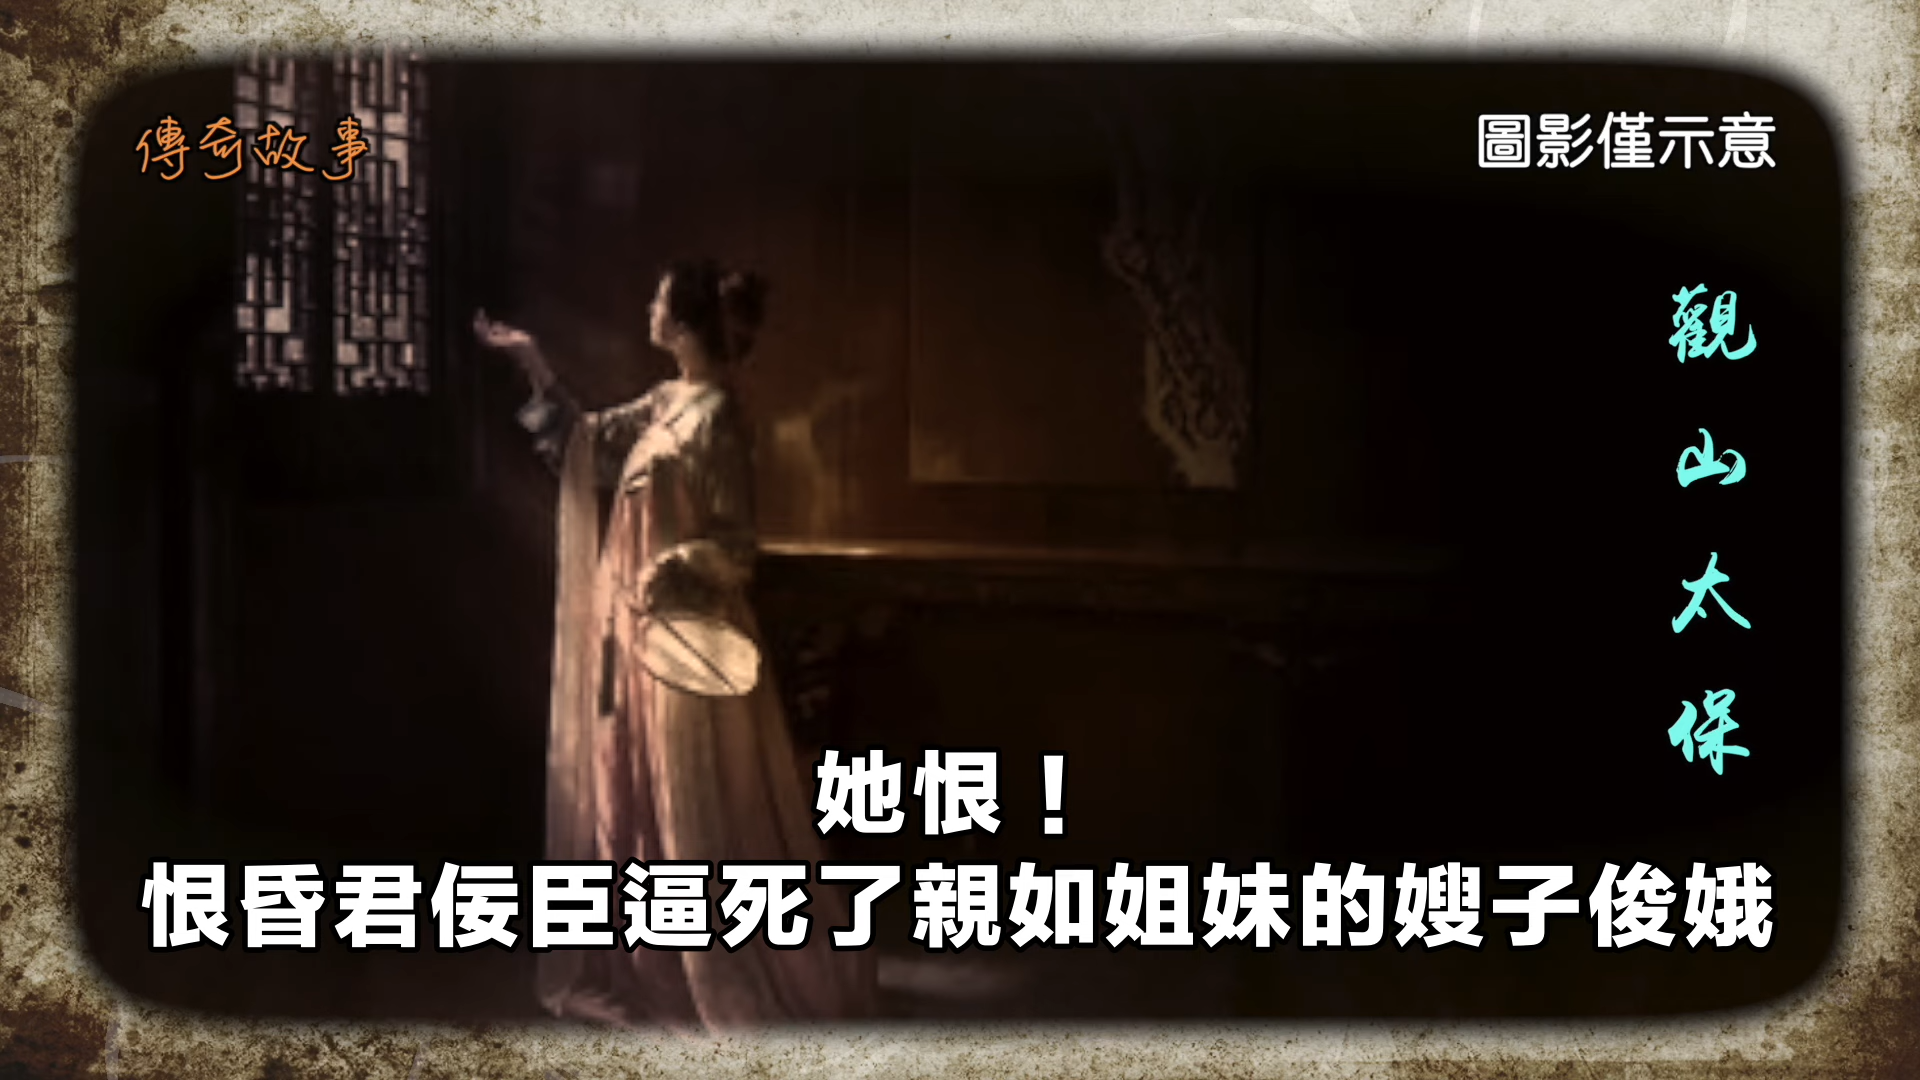 傳奇故事
圖影僅示意
觀山太保
她恨！
恨昏君佞臣逼死了親如姐妹的嫂子俊娥